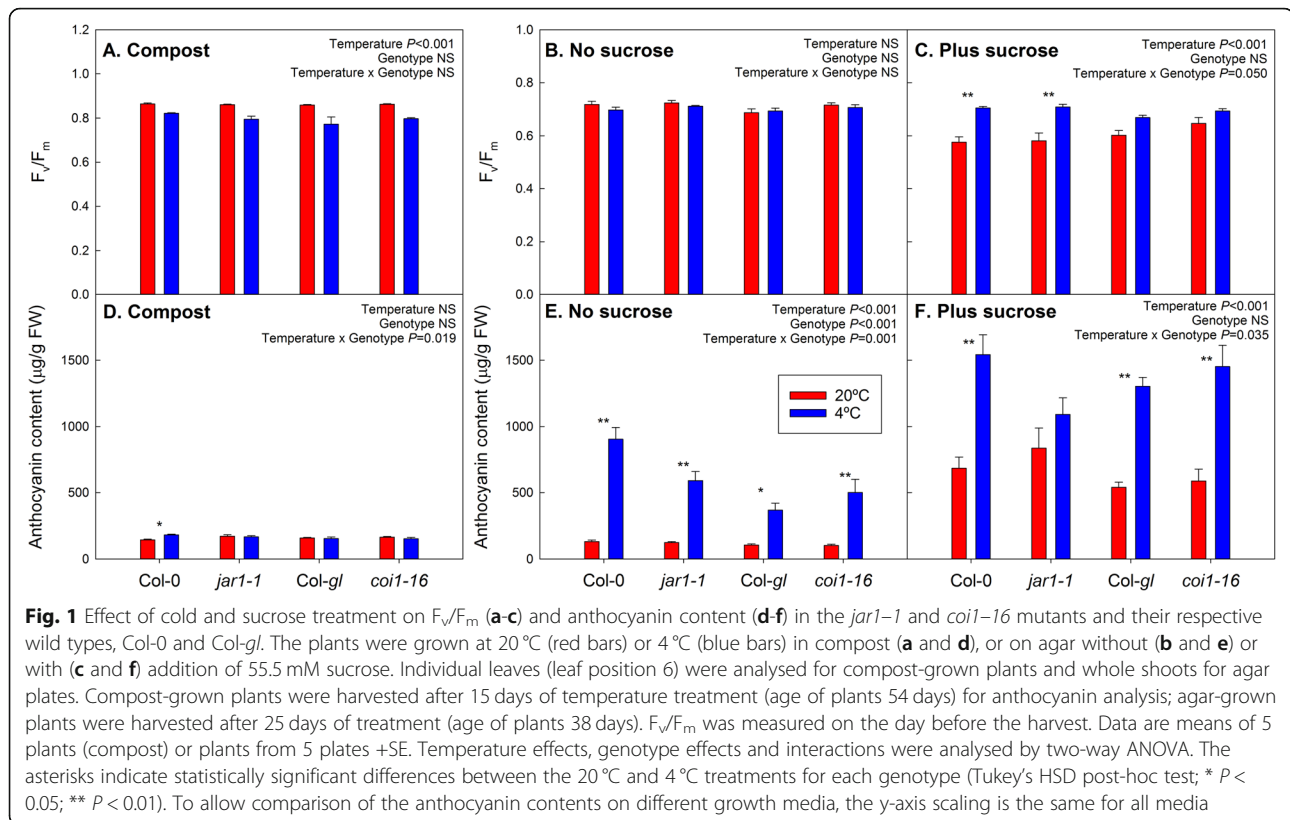 A. Compost
Temperature P<0.001
Genotype NS
Temperature x Genotype NS
B. No sucrose
Temperature NS
Genotype NS
Temperature x Genotype NS
C. Plus sucrose
Temperature P<0.001
Genotype NS
Temperature x Genotype P=0.050
1.2
1.0
0.8
0.6
0.4
0.2
0.0
Fv/Fm
1.0
0.8
0.6
0.4
0.2
0.0
Fv/Fm
**
**
D. Compost
Temperature NS
Genotype NS
Temperature x Genotype P=0.019
E. No sucrose
Temperature P<0.001
Genotype P<0.001
Temperature x Genotype P=0.001
F. Plus sucrose
Temperature P<0.001
Genotype NS
Temperature x Genotype P=0.035
1500
1000
500
0
Anthocyanin content (µg/g FW)
1500
1000
500
0
Anthocyanin content (µg/g FW)
20ºC
4ºC
*
**
**
*
**
**
**
**
Col-0 jar1-1 Col-gl coi1-16
Col-0 jar1-1 Col-gl coi1-16
Col-0 jar1-1 Col-gl coi1-16
Fig. 1 Effect of cold and sucrose treatment on Fv/Fm (a-c) and anthocyanin content (d-f) in the jar1–1 and coi1–16 mutants and their respective
wild types, Col-0 and Col-gl. The plants were grown at 20 °C (red bars) or 4 °C (blue bars) in compost (a and d), or on agar without (b and e) or
with (c and f) addition of 55.5 mM sucrose. Individual leaves (leaf position 6) were analysed for compost-grown plants and whole shoots for agar
plates. Compost-grown plants were harvested after 15 days of temperature treatment (age of plants 54 days) for anthocyanin analysis; agar-grown
plants were harvested after 25 days of treatment (age of plants 38 days). Fv/Fm was measured on the day before the harvest. Data are means of 5
plants (compost) or plants from 5 plates +SE. Temperature effects, genotype effects and interactions were analysed by two-way ANOVA. The
asterisks indicate statistically significant differences between the 20 °C and 4 °C treatments for each genotype (Tukey's HSD post-hoc test; * P <
0.05; ** P < 0.01). To allow comparison of the anthocyanin contents on different growth media, the y-axis scaling is the same for all media